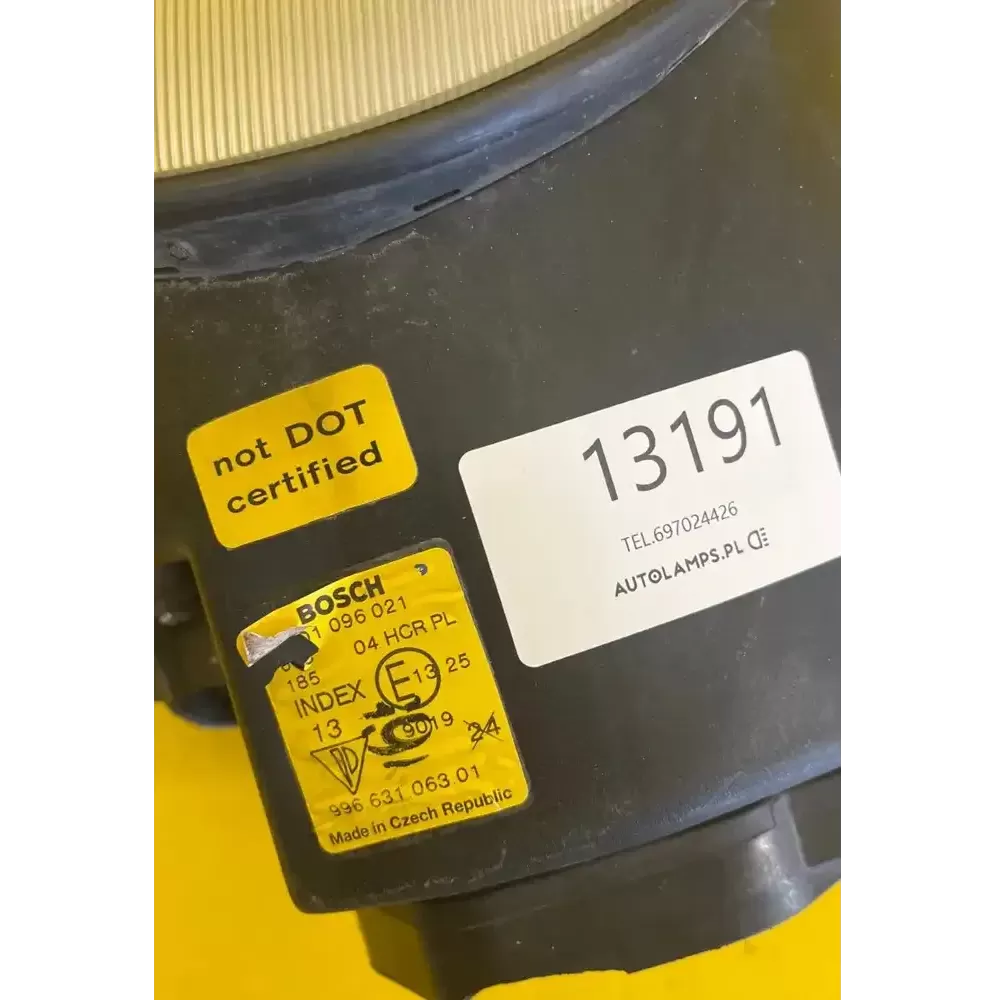 not DOT
certified
13191
TEL.697024426
AUTOLAMPS.PL
BOSCH
01 096 021
04 HCR PL
185
INDEX E 13 25
13
9019 24
996 631 063 01
Made in Czech Republic